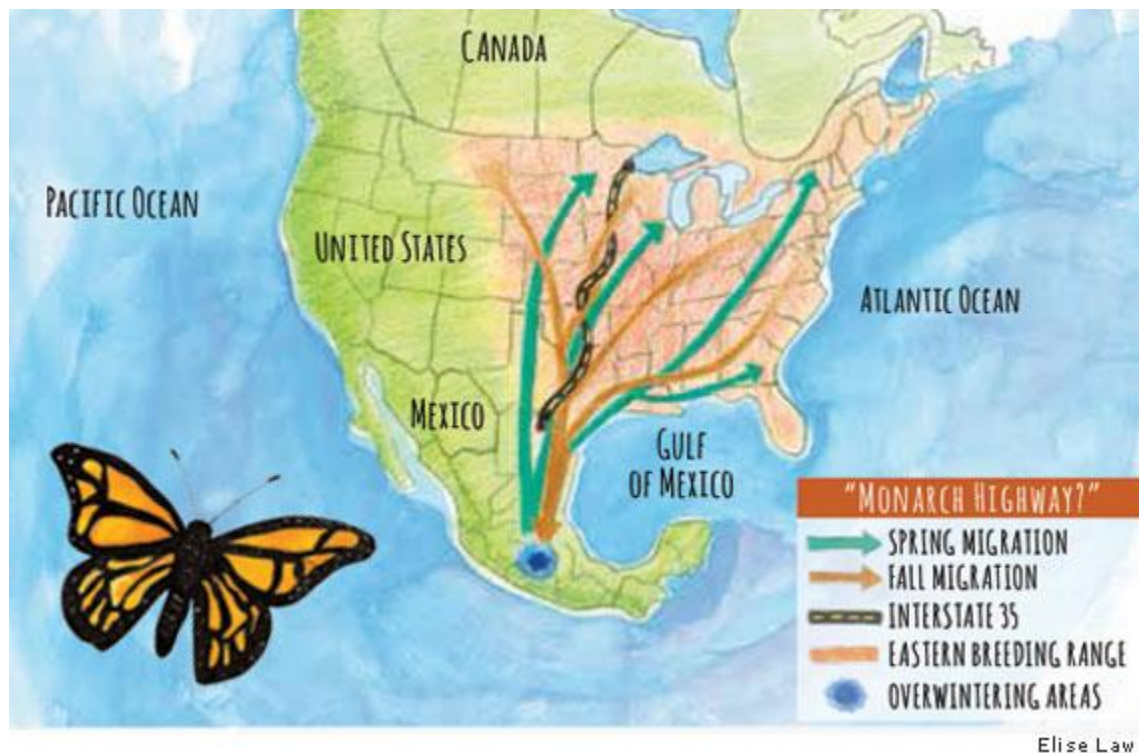 CANADA
PACIFIC OCEAN
UNITED STATES
ATLANTIC OCEAN
MEXICO
GULF
OF MEXICO
"MONARCH HIGHWAY?"
SPRING MIGRATION
FALL MIGRATION
INTERSTATE 35
EASTERN BREEDING RANGE
OVERWINTERING AREAS
Elise Law